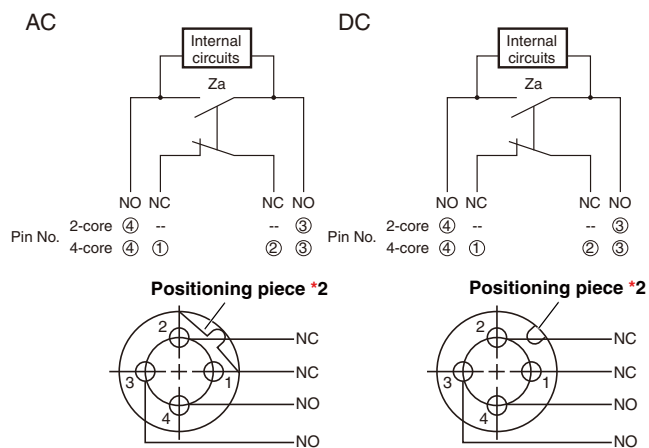 AC
Internal
circuits
Za
NO NC NC NO
2-core ④ -- -- ③
Pin No.
4-core ④ ① ② ③
Positioning piece *2
2
NC
3
1
NC
4
NO
NO
DC
Internal
circuits
Za
NO NC NC NO
2-core ④ -- -- ③
Pin No.
4-core ④ ① ② ③
Positioning piece *2
2
NC
3
1
NC
4
NO
NO